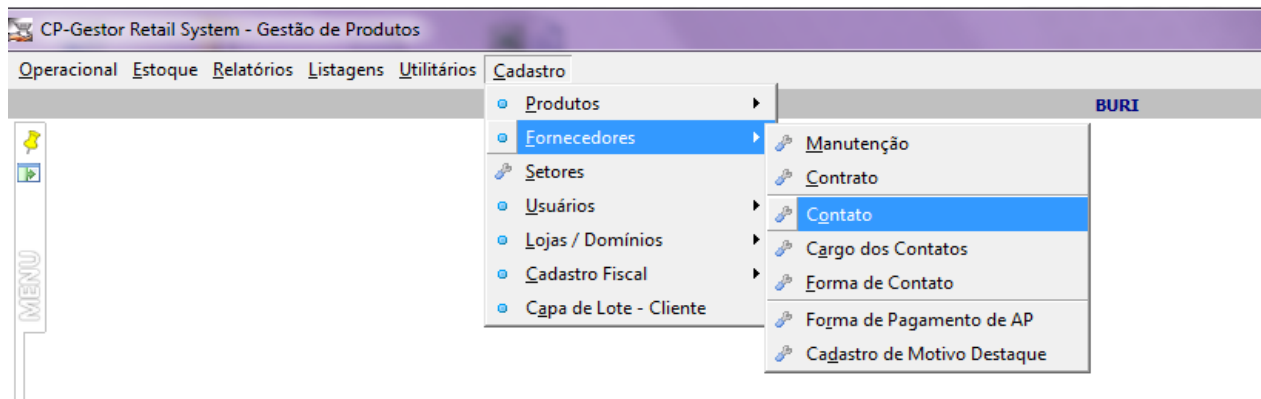 CP-Gestor Retail System - Gestão de Produtos
Operacional Estoque Relatórios Listagens Utilitários Cadastro
BURI
MENU
Produtos
Fornecedores
Setores
Usuários
Lojas / Domínios
Cadastro Fiscal
Capa de Lote - Cliente
Manutenção
Contrato
Contato
Cargo dos Contatos
Forma de Contato
Forma de Pagamento de AP
Cadastro de Motivo Destaque